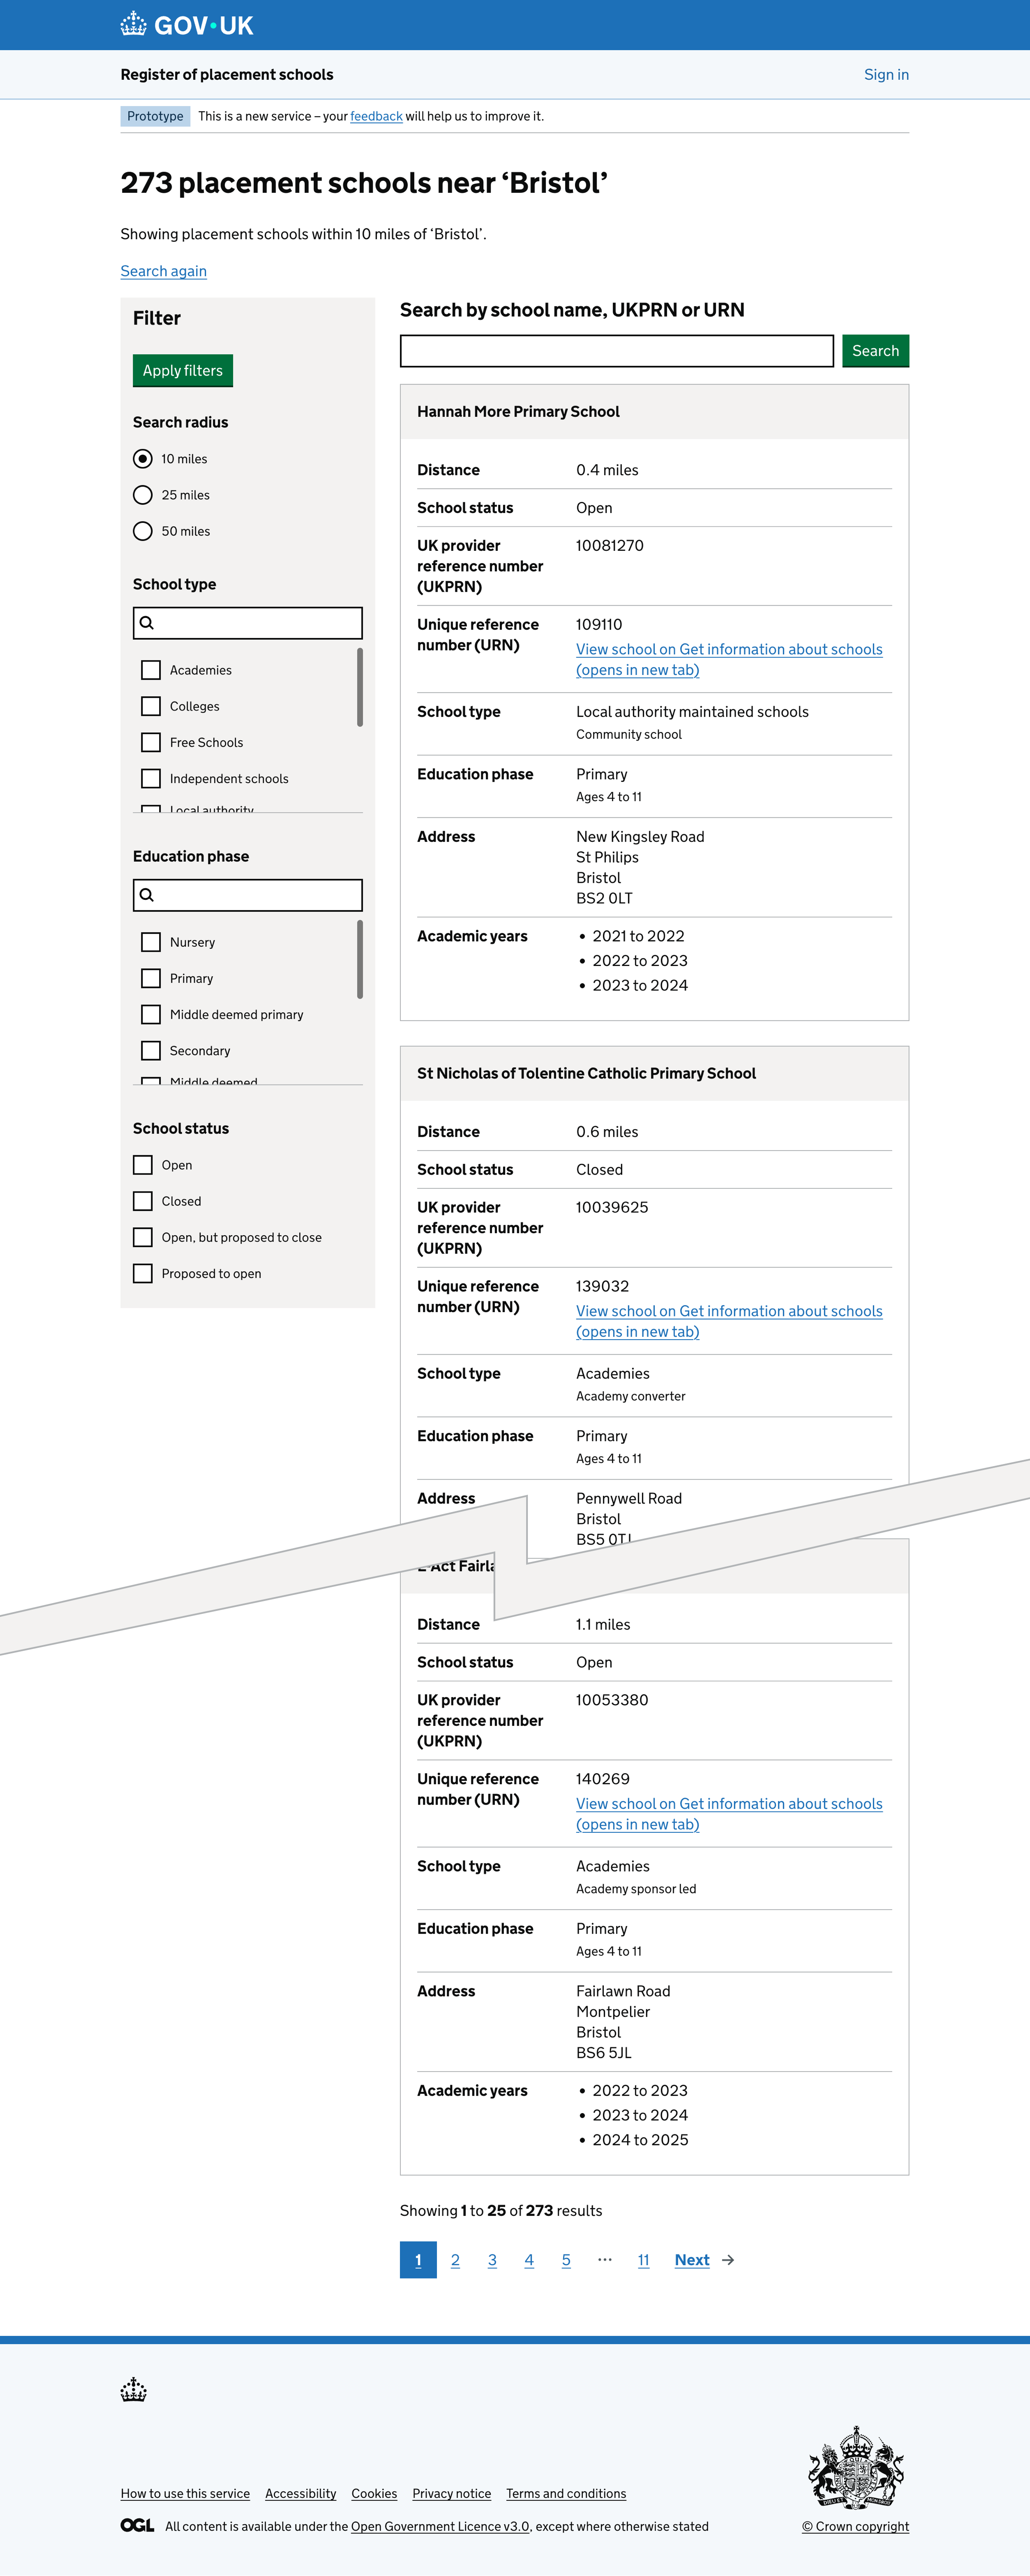 GOV·UK
Register of placement schools
Sign in
Prototype
This is a new service – your feedback will help us to improve it.
273 placement schools near ‘Bristol’
Showing placement schools within 10 miles of ‘Bristol’.
Search again
Filter
Apply filters
Search radius
10 miles
25 miles
50 miles
School type
Academies
Colleges
Free Schools
Independent schools
Local authority
Education phase
Nursery
Primary
Middle deemed primary
Secondary
Middle deemed
School status
Open
Closed
Open, but proposed to close
Proposed to open
Search by school name, UKPRN or URN
Search
Hannah More Primary School
Distance
0.4 miles
School status
Open
UK provider
reference number
(UKPRN)
10081270
Unique reference
number (URN)
109110
View school on Get information about schools
(opens in new tab)
School type
Local authority maintained schools
Community school
Education phase
Primary
Ages 4 to 11
Address
New Kingsley Road
St Philips
Bristol
BS2 0LT
Academic years
• 2021 to 2022
• 2022 to 2023
• 2023 to 2024
St Nicholas of Tolentine Catholic Primary School
Distance
0.6 miles
School status
Closed
UK provider
reference number
(UKPRN)
10039625
Unique reference
number (URN)
139032
View school on Get information about schools
(opens in new tab)
School type
Academies
Academy converter
Education phase
Primary
Ages 4 to 11
Address
Pennywell Road
Bristol
BS5 0TJ
E-Act Fairla
Distance
1.1 miles
School status
Open
UK provider
reference number
(UKPRN)
10053380
Unique reference
number (URN)
140269
View school on Get information about schools
(opens in new tab)
School type
Academies
Academy sponsor led
Education phase
Primary
Ages 4 to 11
Address
Fairlawn Road
Montpelier
Bristol
BS6 5JL
Academic years
• 2022 to 2023
• 2023 to 2024
• 2024 to 2025
Showing 1 to 25 of 273 results
1 2 3 4 5 ··· 11 Next →
How to use this service
Accessibility
Cookies
Privacy notice
Terms and conditions
OGL
All content is available under the Open Government Licence v3.0, except where otherwise stated
© Crown copyright